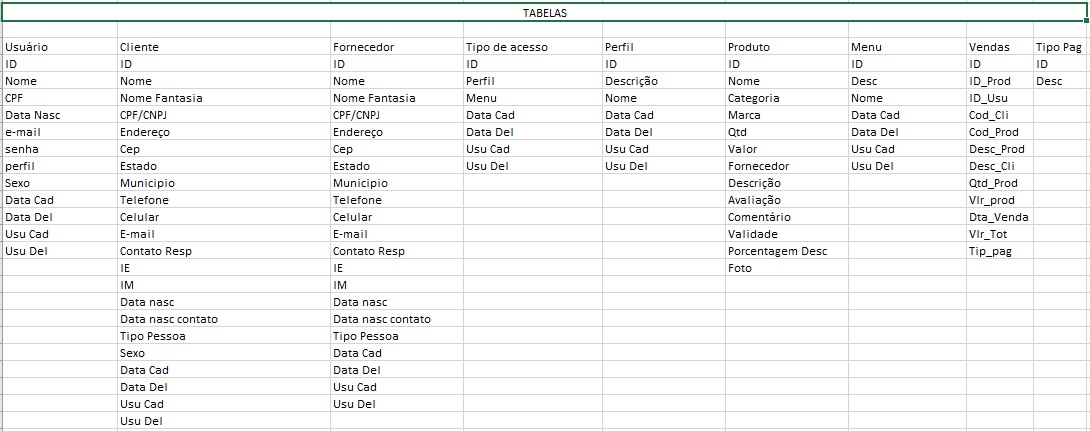 TABELAS
Usuário Cliente Fornecedor Tipo de acesso Perfil Produto Menu Vendas Tipo Pag
ID ID ID ID ID ID ID ID ID
Nome Nome Nome Perfil Descrição Nome Desc ID_Prod Desc
CPF Nome Fantasia Nome Fantasia Menu Nome Categoria Nome ID_Usu
Data Nasc CPF/CNPJ CPF/CNPJ Data Cad Data Cad Marca Data Cad Cod_Cli
e-mail Endereço Endereço Data Del Data Del Qtd Data Del Cod_Prod
senha Cep Cep Usu Cad Usu Cad Valor Usu Cad Desc_Prod
perfil Estado Estado Usu Del Usu Del Fornecedor Usu Del Desc_Cli
Sexo Municipio Municipio Descrição Qtd_Prod
Data Cad Telefone Telefone Avaliação Vlr_prod
Data Del Celular Celular Comentário Dta_Venda
Usu Cad E-mail E-mail Validade Vlr_Tot
Usu Del Contato Resp Contato Resp Porcentagem Desc Tip_pag
IE IE Foto
IM IM
Data nasc Data nasc
Data nasc contato Data nasc contato
Tipo Pessoa Tipo Pessoa
Sexo Data Cad
Data Cad Data Del
Data Del Usu Cad
Usu Cad Usu Del
Usu Del